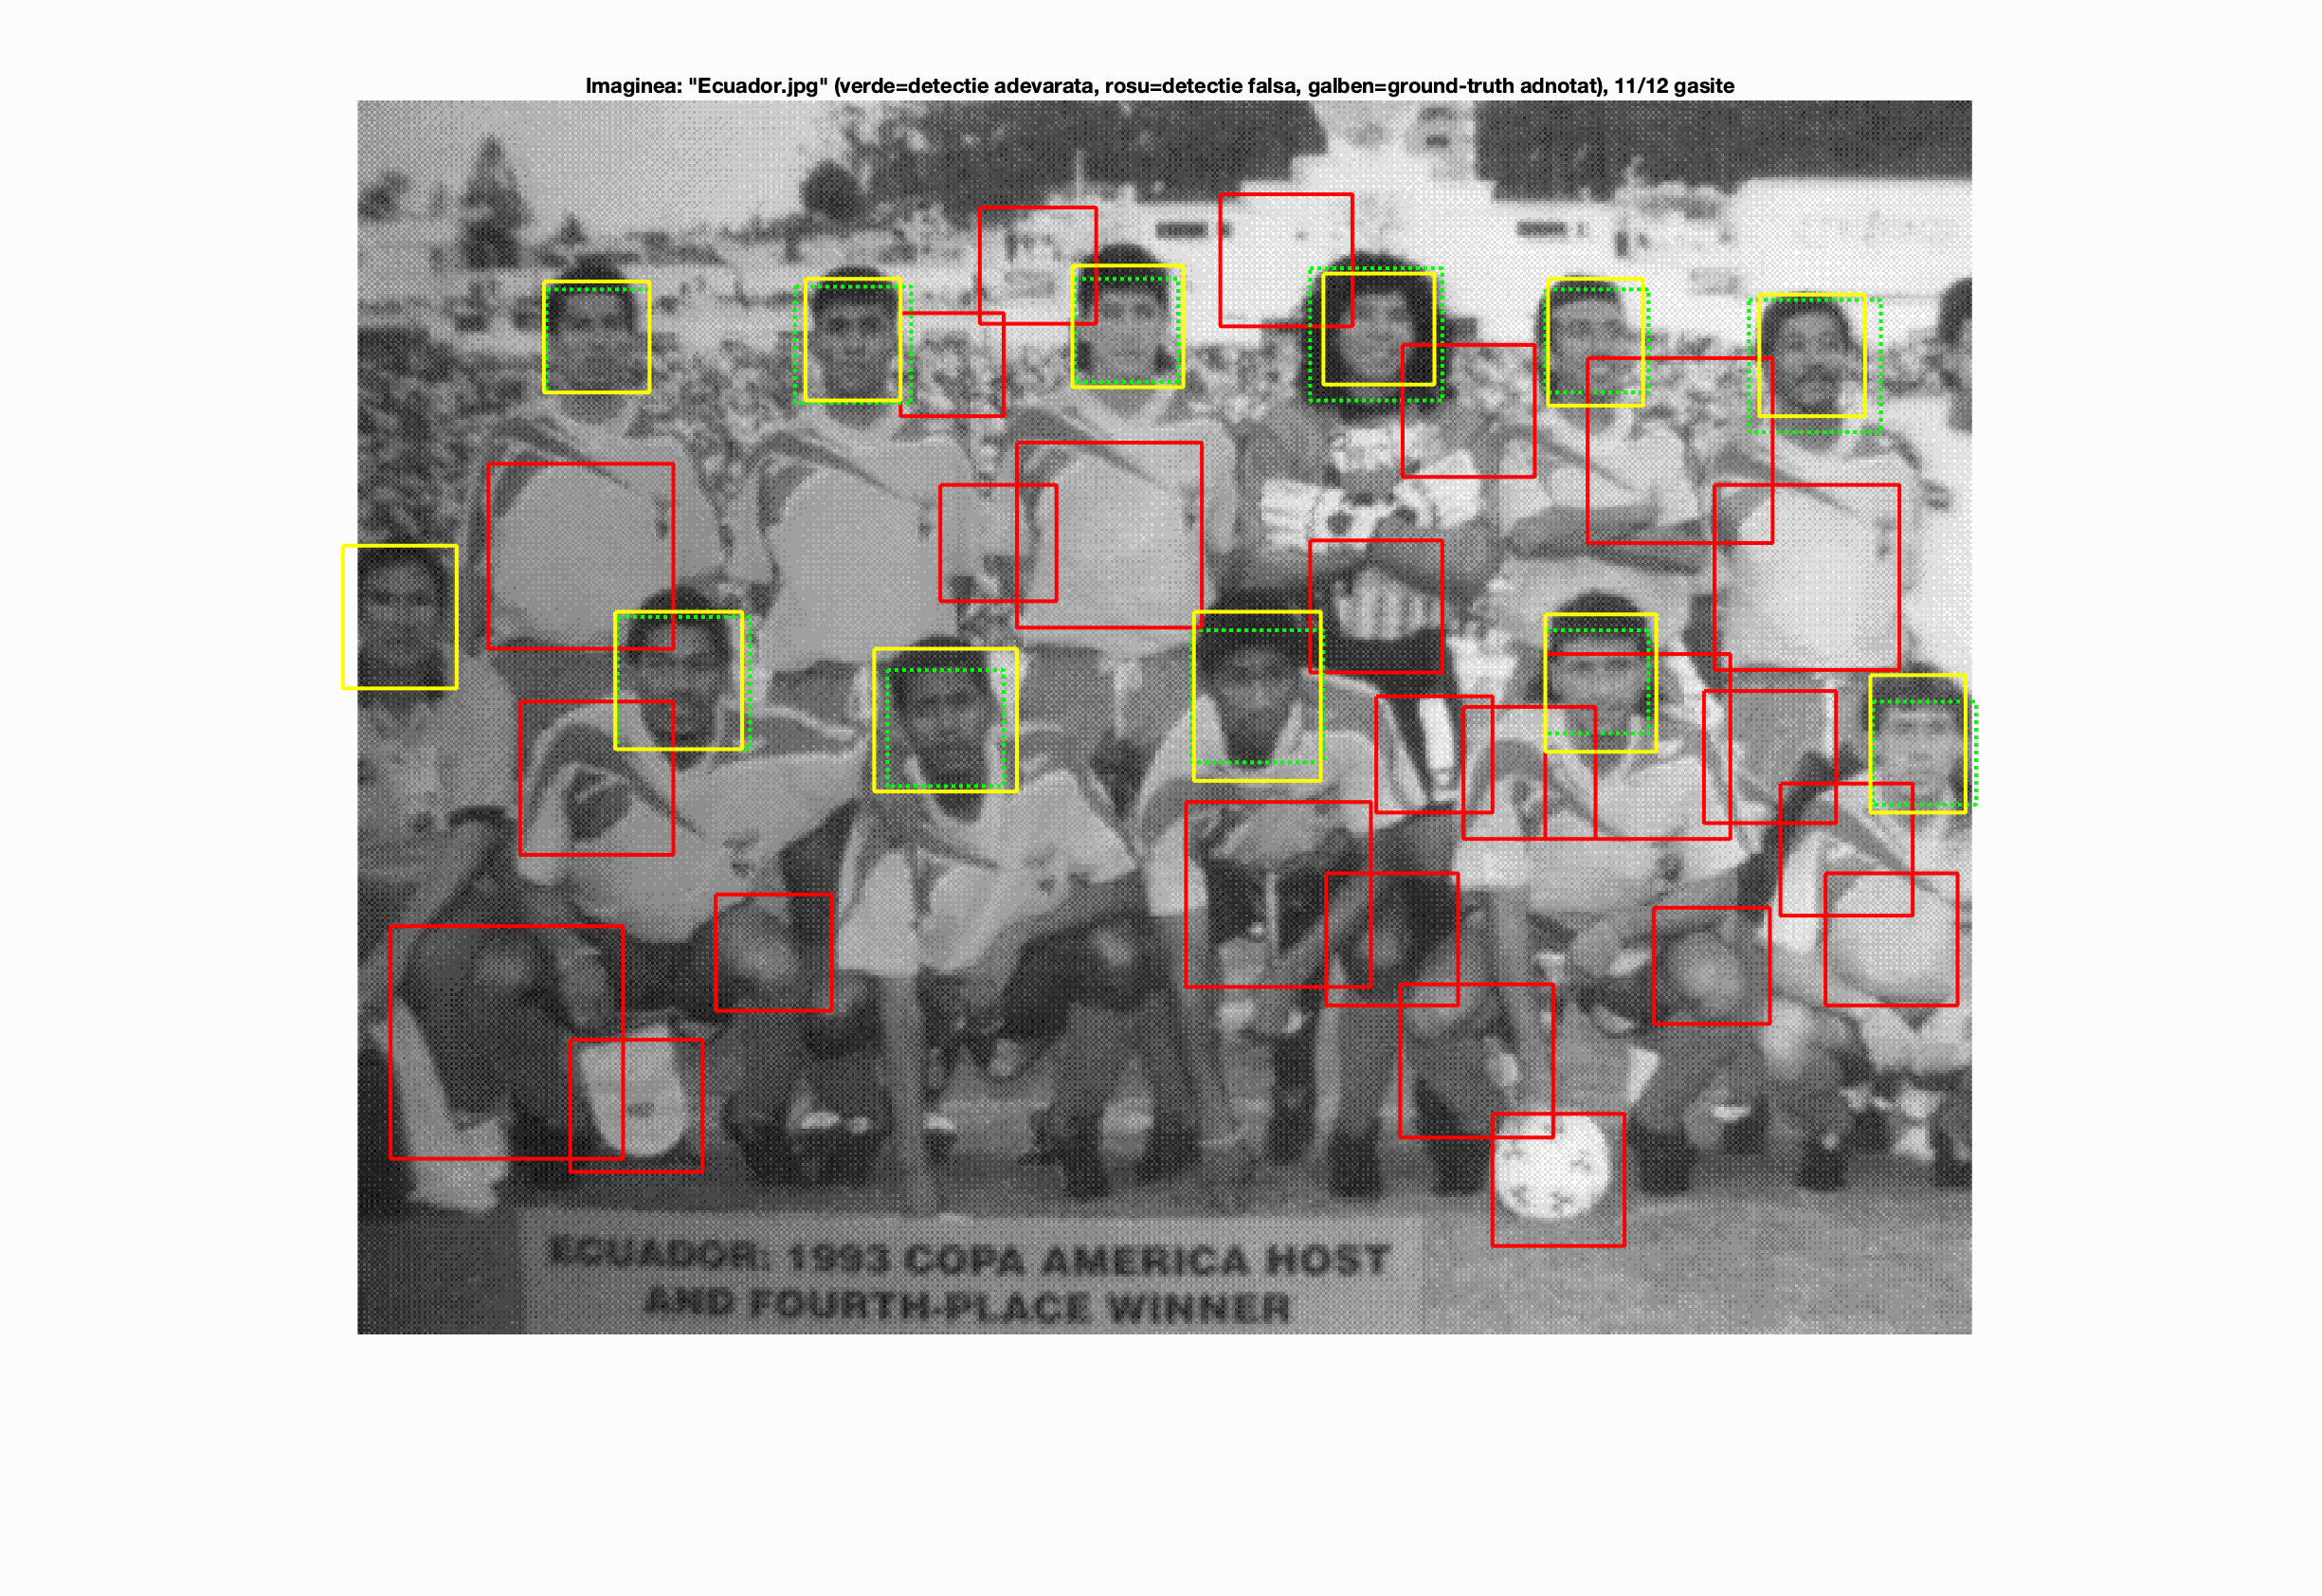 Imaginea: "Ecuador.jpg" (verde=detectie adevarata, rosu=detectie falsa, galben=ground-truth adnotat), 11/12 gasite
ECUADOR: 1993 COPA AMERICA HOST
AND FOURTH-PLACE WINNER